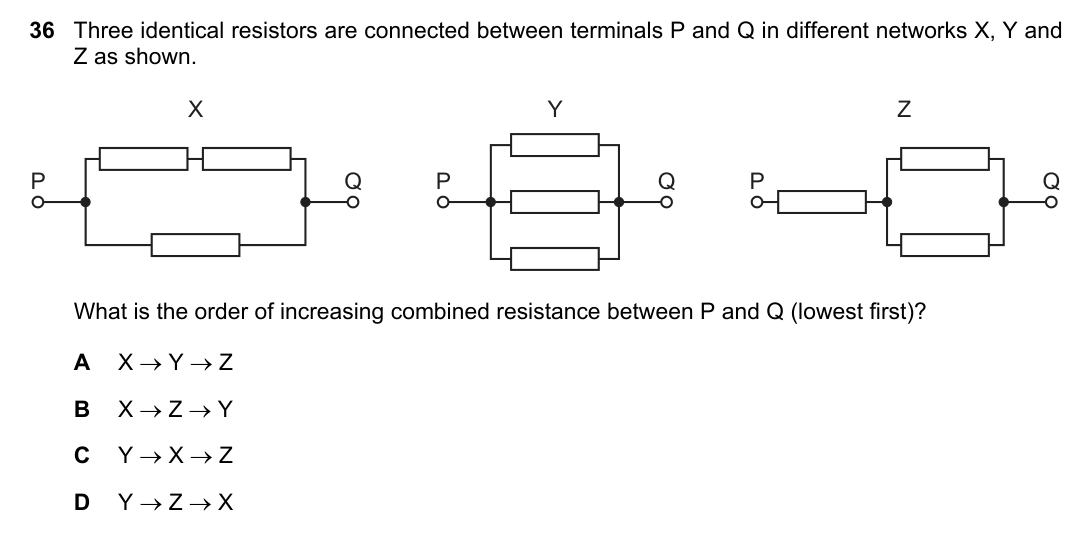 36 Three identical resistors are connected between terminals P and Q in different networks X, Y and
Z as shown.
X Y Z
P Q P Q P Q
What is the order of increasing combined resistance between P and Q (lowest first)?
A X → Y → Z
B X → Z → Y
C Y → X → Z
D Y → Z → X